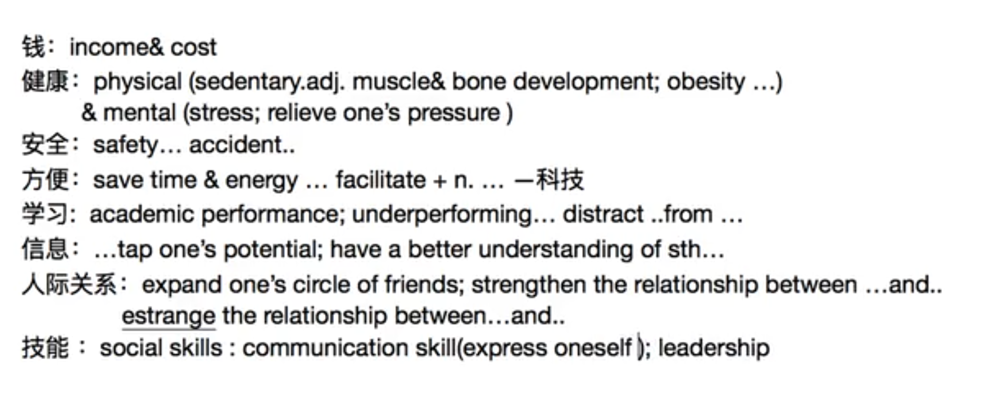 钱：income& cost
健康：physical (sedentary.adj. muscle& bone development; obesity …)
& mental (stress; relieve one’s pressure )
安全：safety… accident..
方便：save time & energy … facilitate + n. … —科技
学习：academic performance; underperforming… distract ..from …
信息：…tap one’s potential; have a better understanding of sth…
人际关系：expand one’s circle of friends; strengthen the relationship between …and..
estrange the relationship between…and..
技能 ：social skills : communication skill(express oneself ); leadership